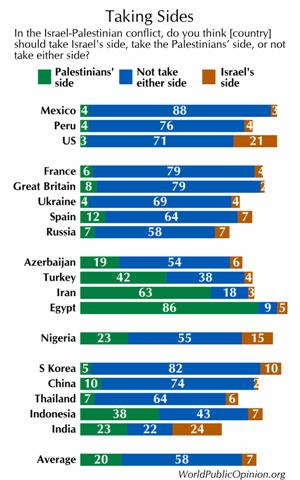 Taking Sides
In the Israel-Palestinian conflict, do you think [country]
should take Israel's side, take the Palestinians' side, or not
take either side?
Palestinians' side Not take either side Israel's side
Mexico 4 88 3
Peru 4 76 4
US 3 71 21
France 6 79 4
Great Britain 8 79 2
Ukraine 4 69 4
Spain 12 64 7
Russia 7 58 7
Azerbaijan 19 54 6
Turkey 42 38 4
Iran 63 18 3
Egypt 86 9 5
Nigeria 23 55 15
S Korea 5 82 10
China 10 74 2
Thailand 7 64 6
Indonesia 38 43 7
India 23 22 24
Average 20 58 7
WorldPublicOpinion.org